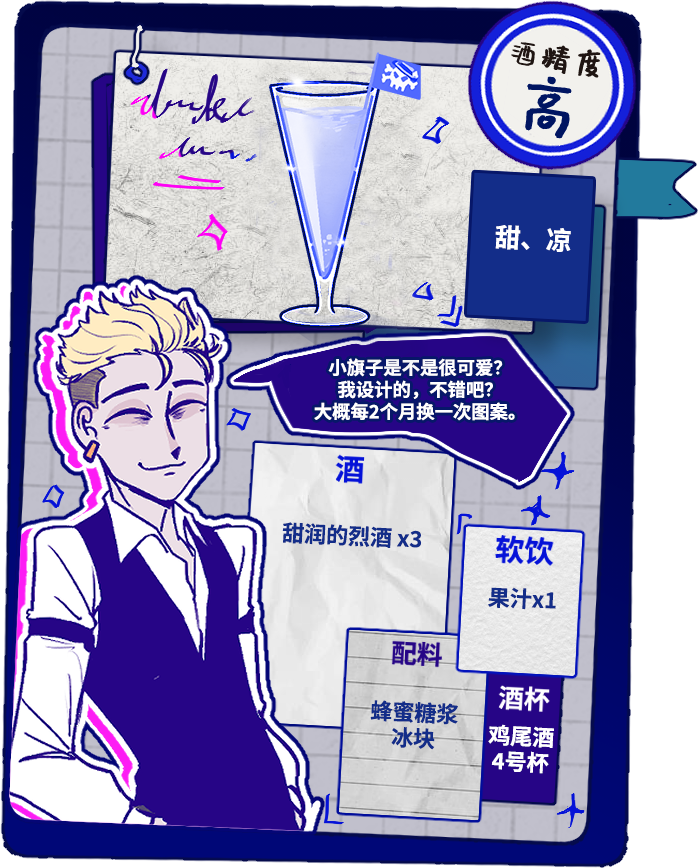 酒精度
高
甜、凉
小旗子是不是很可爱？
我设计的，不错吧？
大概每2个月换一次图案。
酒
甜润的烈酒 x3
软饮
果汁x1
配料
蜂蜜糖浆
冰块
酒杯
鸡尾酒
4号杯